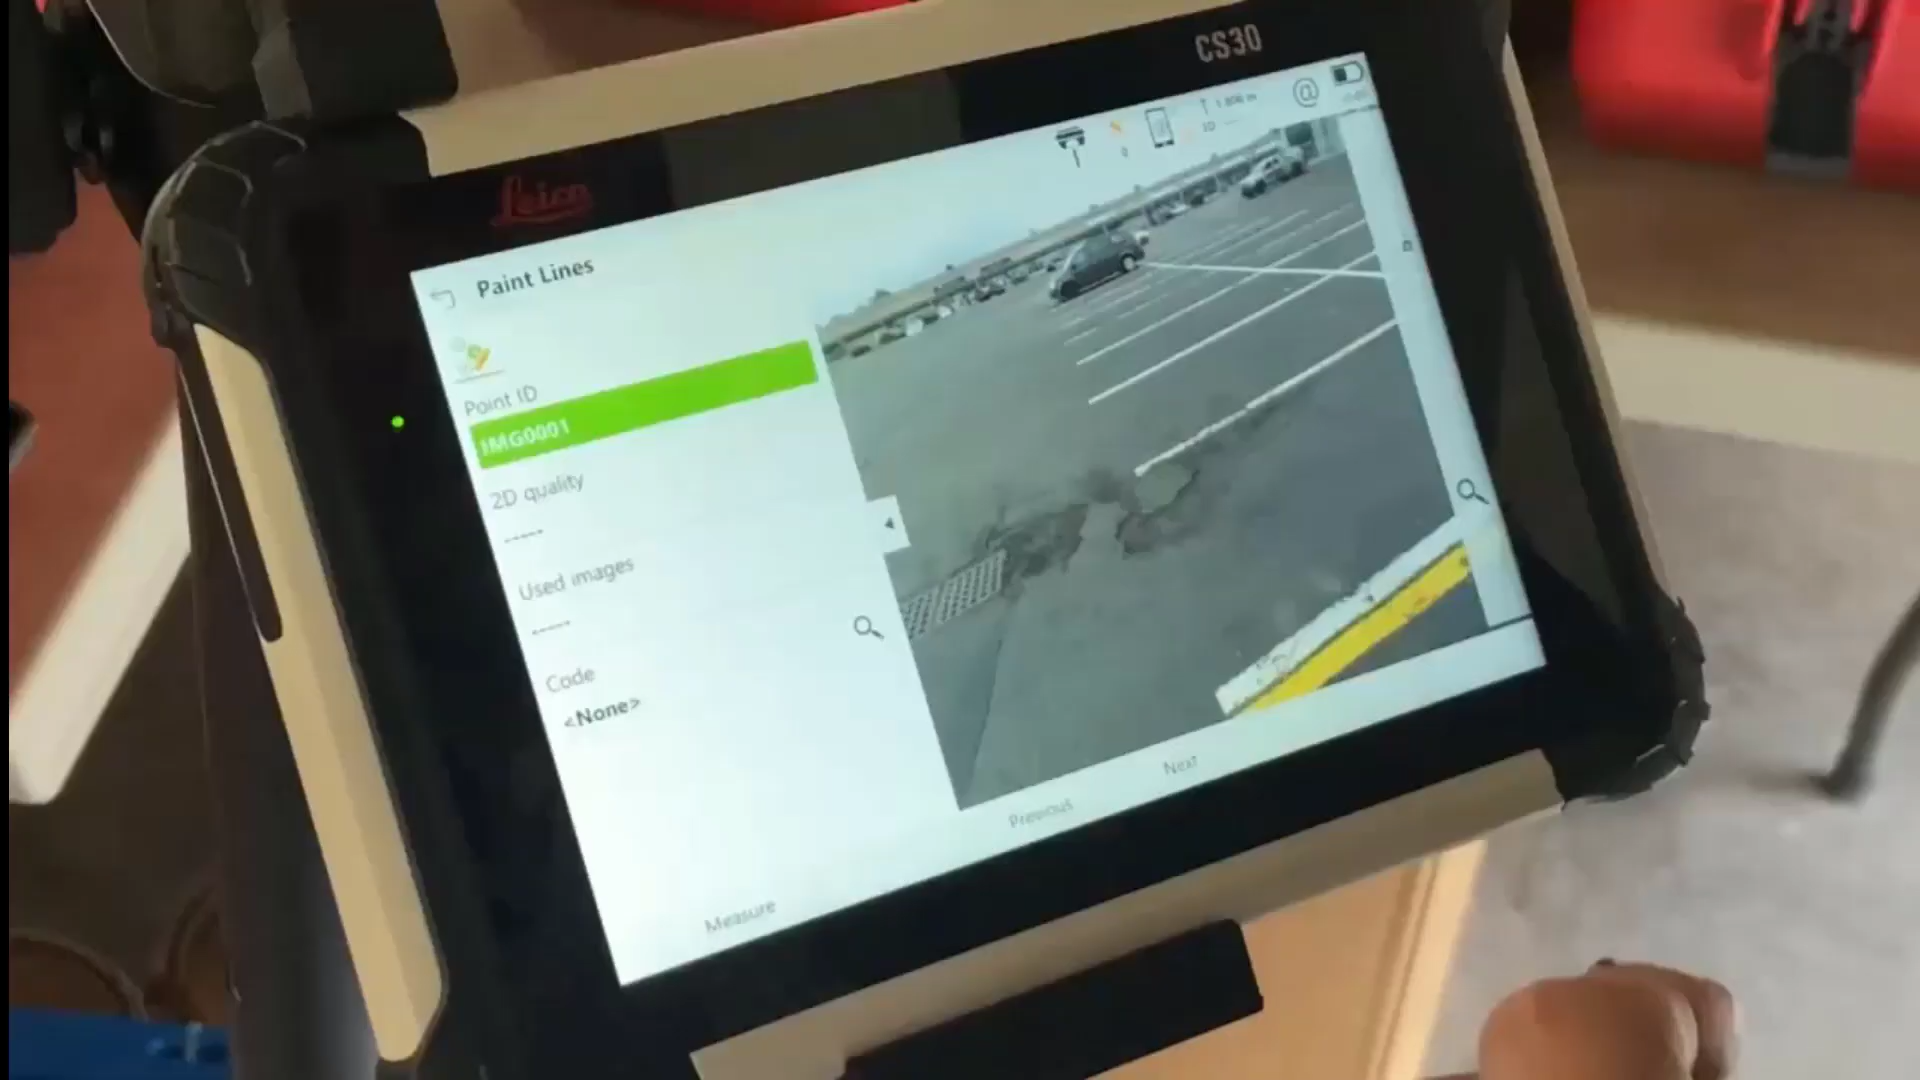 CS30
Leica
Paint Lines
Point ID
IMG0001
2D quality
-----
Used images
-----
Code
<None>
Measure
Previous
Next